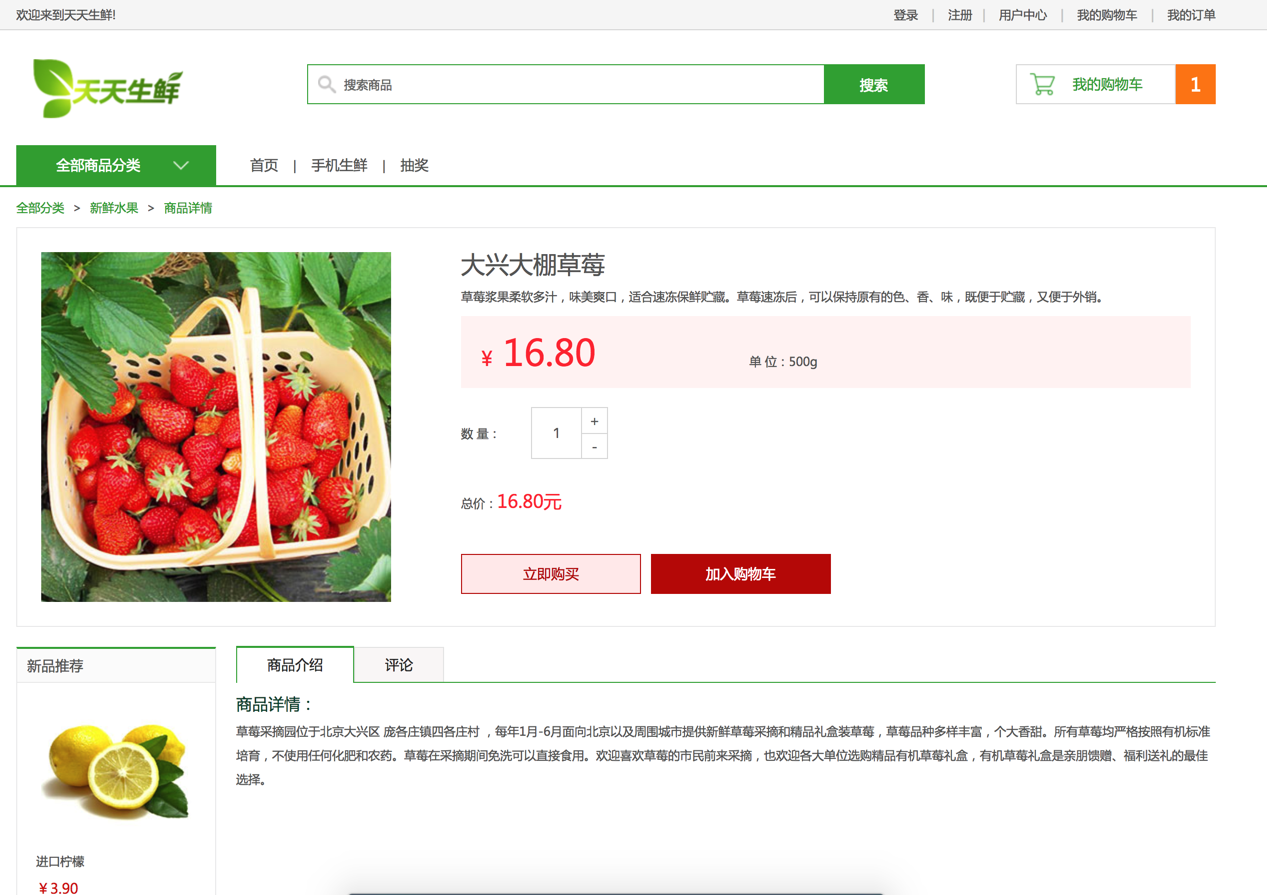 欢迎来到天天生鲜!
登录 | 注册 | 用户中心 | 我的购物车 | 我的订单
天天生鲜
搜索商品
搜索
我的购物车
1
全部商品分类
首页 | 手机生鲜 | 抽奖
全部分类 > 新鲜水果 > 商品详情
大兴大棚草莓
草莓浆果柔软多汁，味美爽口，适合速冻保鲜贮藏。草莓速冻后，可以保持原有的色、香、味，既便于贮藏，又便于外销。
¥ 16.80
单 位：500g
数 量：
1
+
-
总价：16.80元
立即购买
加入购物车
新品推荐
进口柠檬
¥ 3.90
商品介绍
评论
商品详情：
草莓采摘园位于北京大兴区 庞各庄镇四各庄村 ，每年1月-6月面向北京以及周围城市提供新鲜草莓采摘和精品礼盒装草莓，草莓品种多样丰富，个大香甜。所有草莓均严格按照有机标准
培育，不使用任何化肥和农药。草莓在采摘期间免洗可以直接食用。欢迎喜欢草莓的市民前来采摘，也欢迎各大单位选购精品有机草莓礼盒，有机草莓礼盒是亲朋馈赠、福利送礼的最佳
选择。